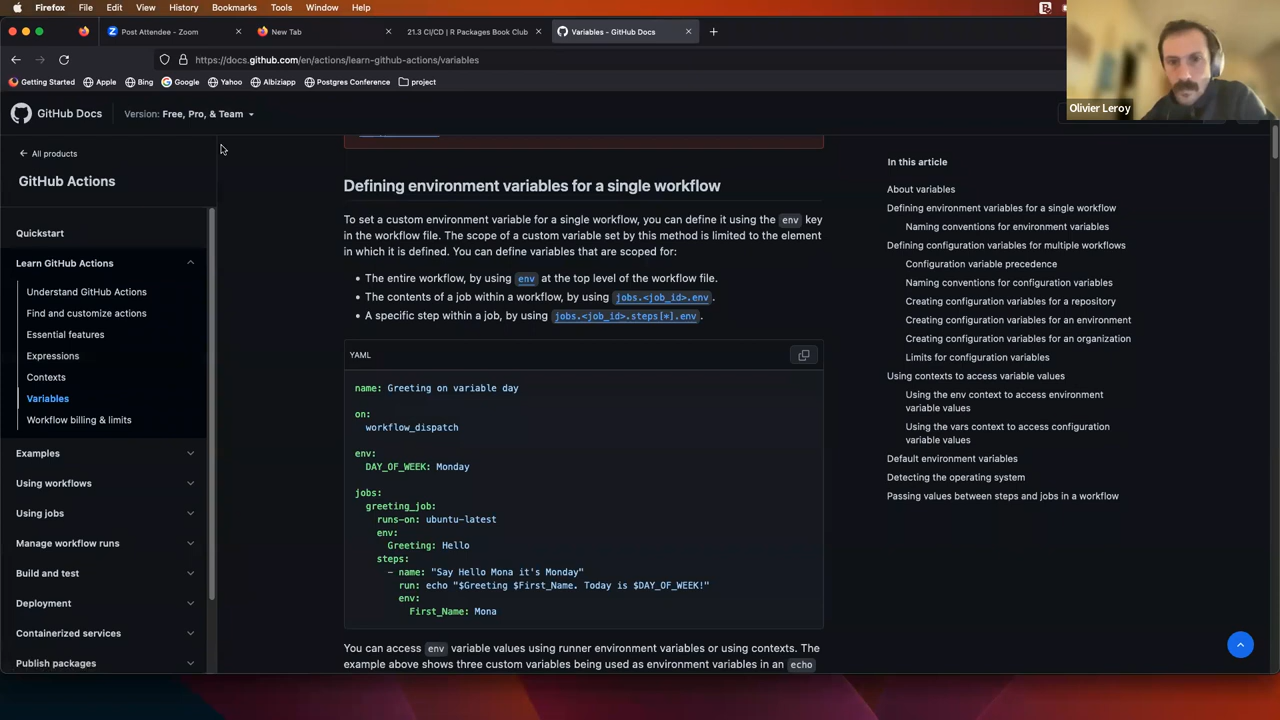 Firefox File Edit View History Bookmarks Tools Window Help
Post Attendee - Zoom
New Tab
21.3 CI/CD | R Packages Book Club
Variables - GitHub Docs
https://docs.github.com/en/actions/learn-github-actions/variables
Getting Started Apple Bing Google Yahoo Albiziapp Postgres Conference project
Olivier Leroy
GitHub Docs
Version: Free, Pro, & Team
All products
GitHub Actions
Quickstart
Learn GitHub Actions
Understand GitHub Actions
Find and customize actions
Essential features
Expressions
Contexts
Variables
Workflow billing & limits
Examples
Using workflows
Using jobs
Manage workflow runs
Build and test
Deployment
Containerized services
Publish packages
Defining environment variables for a single workflow
To set a custom environment variable for a single workflow, you can define it using the env key
in the workflow file. The scope of a custom variable set by this method is limited to the element
in which it is defined. You can define variables that are scoped for:
• The entire workflow, by using env at the top level of the workflow file.
• The contents of a job within a workflow, by using jobs.<job_id>.env.
• A specific step within a job, by using jobs.<job_id>.steps[*].env.
YAML
name: Greeting on variable day
on:
workflow_dispatch
env:
DAY_OF_WEEK: Monday
jobs:
greeting_job:
runs-on: ubuntu-latest
env:
Greeting: Hello
steps:
- name: "Say Hello Mona it's Monday"
run: echo "$Greeting $First_Name. Today is $DAY_OF_WEEK!"
env:
First_Name: Mona
You can access env variable values using runner environment variables or using contexts. The
example above shows three custom variables being used as environment variables in an echo
In this article
About variables
Defining environment variables for a single workflow
Naming conventions for environment variables
Defining configuration variables for multiple workflows
Configuration variable precedence
Naming conventions for configuration variables
Creating configuration variables for a repository
Creating configuration variables for an environment
Creating configuration variables for an organization
Limits for configuration variables
Using contexts to access variable values
Using the env context to access environment
variable values
Using the vars context to access configuration
variable values
Default environment variables
Detecting the operating system
Passing values between steps and jobs in a workflow